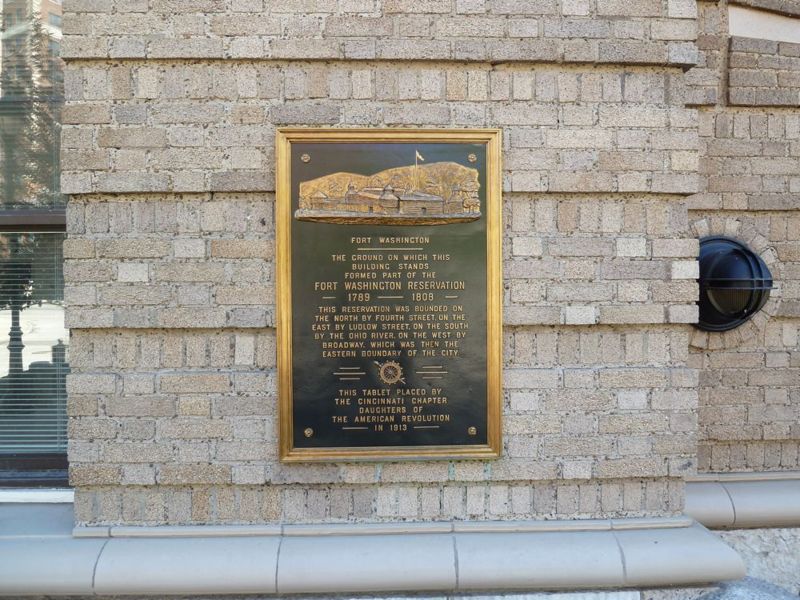 FORT WASHINGTON
THE GROUND ON WHICH THIS
BUILDING STANDS
FORMED PART OF THE
FORT WASHINGTON RESERVATION
1789 — 1808
THIS RESERVATION WAS BOUNDED ON
THE NORTH BY FOURTH STREET, ON THE
EAST BY LUDLOW STREET, ON THE SOUTH
BY THE OHIO RIVER, ON THE WEST BY
BROADWAY, WHICH WAS THEN THE
EASTERN BOUNDARY OF THE CITY.
THIS TABLET PLACED BY
THE CINCINNATI CHAPTER
DAUGHTERS OF
THE AMERICAN REVOLUTION
IN 1913